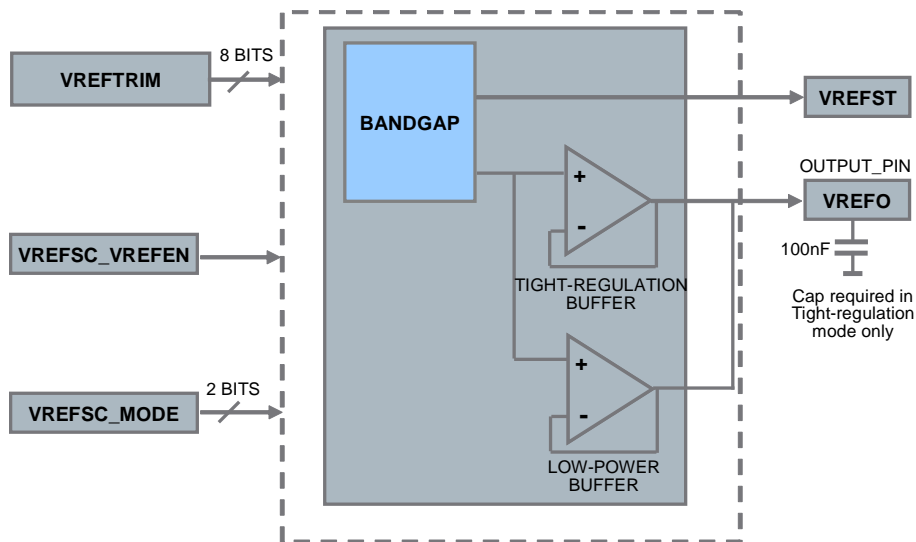 8 BITS
VREFTRIM
BANDGAP
VREFST
OUTPUT_PIN
VREFO
+
-
VREFSC_VREFEN
100nF
TIGHT-REGULATION
BUFFER
Cap required in
Tight-regulation
mode only
+
-
2 BITS
VREFSC_MODE
LOW-POWER
BUFFER